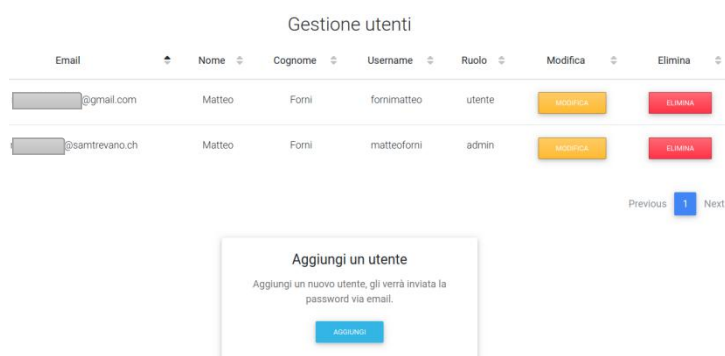 Gestione utenti
Email Nome Cognome Username Ruolo Modifica Elimina
@gmail.com Matteo Forni fornimatteo utente MODIFICA ELIMINA
@samtrevano.ch Matteo Forni matteoforni admin MODIFICA ELIMINA
Previous 1 Next
Aggiungi un utente
Aggiungi un nuovo utente, gli verrà inviata la
password via email.
AGGIUNGI